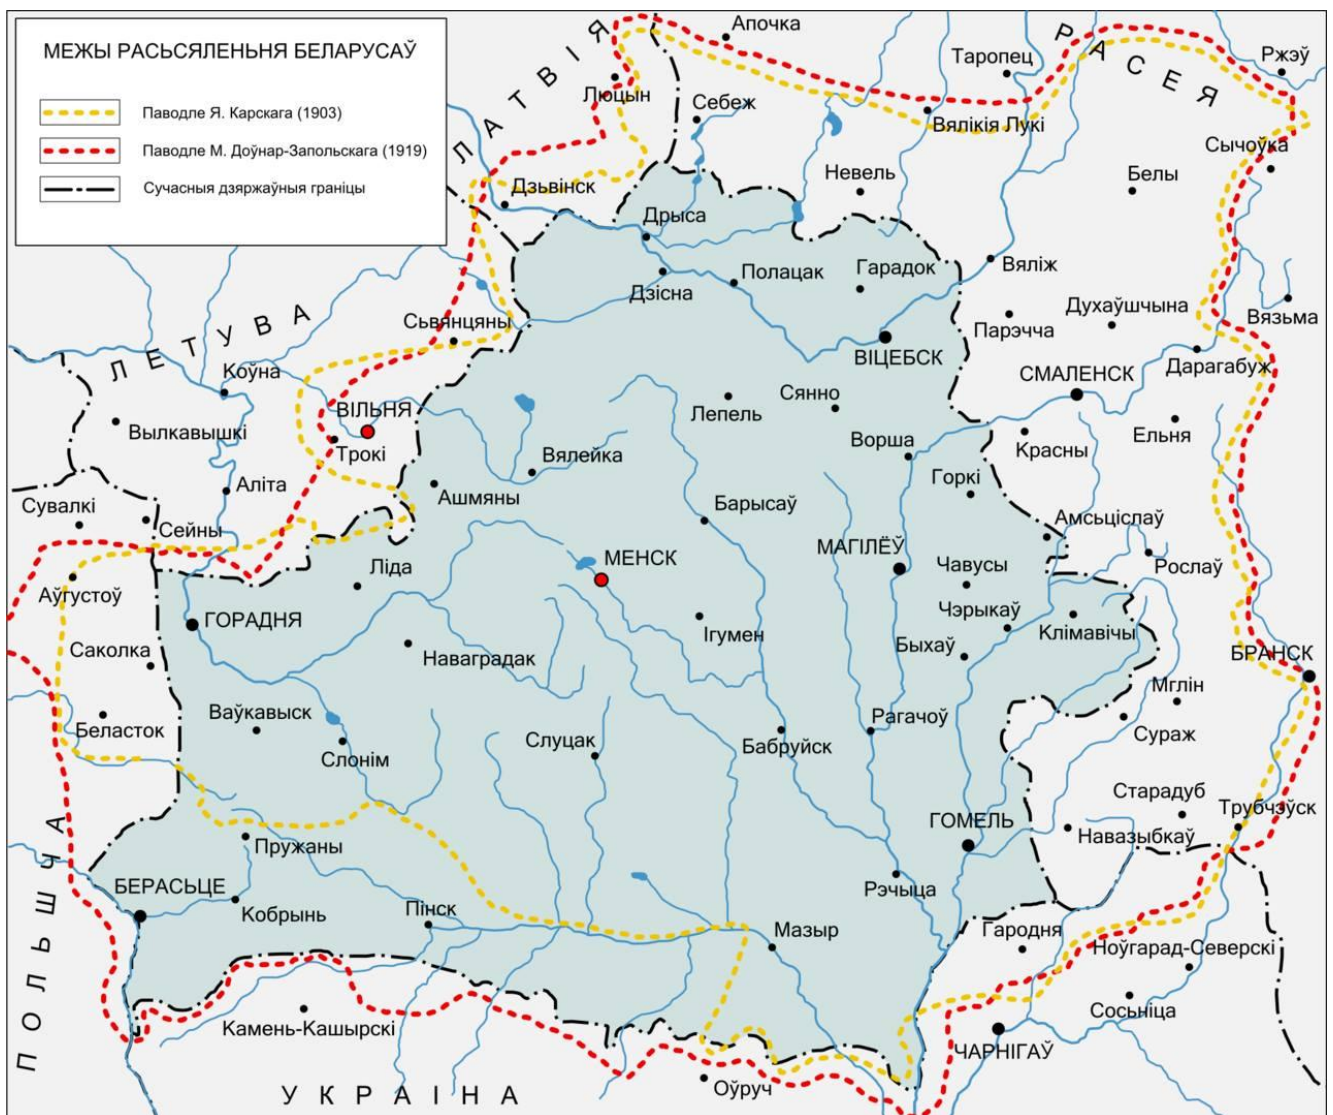 МЕЖЫ РАСЬСЯЛЕНЬНЯ БЕЛАРУСАЎ
Паводле Я. Карскага (1903)
Паводле М. Доўнар-Запольскага (1919)
Сучасныя дзяржаўныя граніцы
ЛАТВІЯ
РАСЕЯ
Апочка
Таропец
Ржэў
Люцын
Себеж
Вялікія Лукі
Сычоўка
Дзьвінск
Невель
Белы
Дрыса
Вяліж
Полацак
Гарадок
Дзісна
Духаўшчына
Вязьма
Сьвянцяны
Парэчча
ЛЕТУВА
ВІЦЕБСК
Дарагабуж
Коўна
СМАЛЕНСК
Сянно
Лепель
ВІЛЬНЯ
Вылкавышкі
Трокі
Ворша
Ельня
Красны
Вялейка
Горкі
Аліта
Ашмяны
Сувалкі
Барысаў
Амсьціслаў
Сейны
МАГІЛЁЎ
МЕНСК
Чавусы
Рослаў
Ліда
Аўгустоў
Чэрыкаў
ГОРАДНЯ
Ігумен
Клімавічы
Быхаў
Саколка
Наваградак
БРАНСК
Мглін
Ваўкавыск
Рагачоў
Беласток
Слуцак
Бабруйск
Сураж
Слонім
Старадуб
Трубчэўск
ГОМЕЛЬ
Навазыбкаў
Пружаны
ПОЛЬШЧА
БЕРАСЬЦЕ
Рэчыца
Кобрынь
Пінск
Мазыр
Гародня
Ноўгарад-Северскі
Сосьніца
Камень-Кашырскі
ЧАРНІГАЎ
Оўруч
УКРАІНА